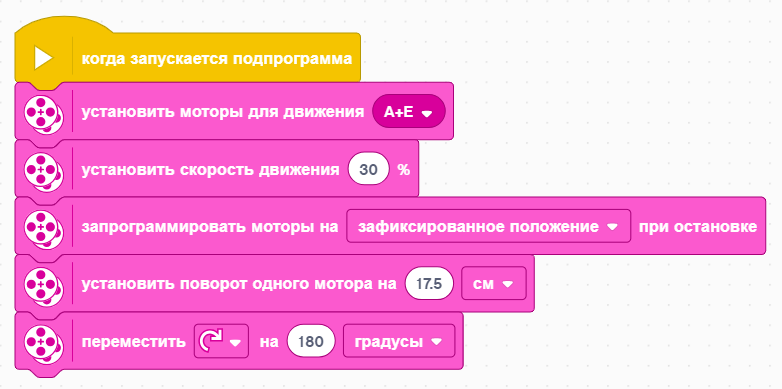 когда запускается подпрограмма
установить моторы для движения A+E
установить скорость движения 30 %
запрограммировать моторы на зафиксированное положение при остановке
установить поворот одного мотора на 17.5 см
переместить на 180 градусы